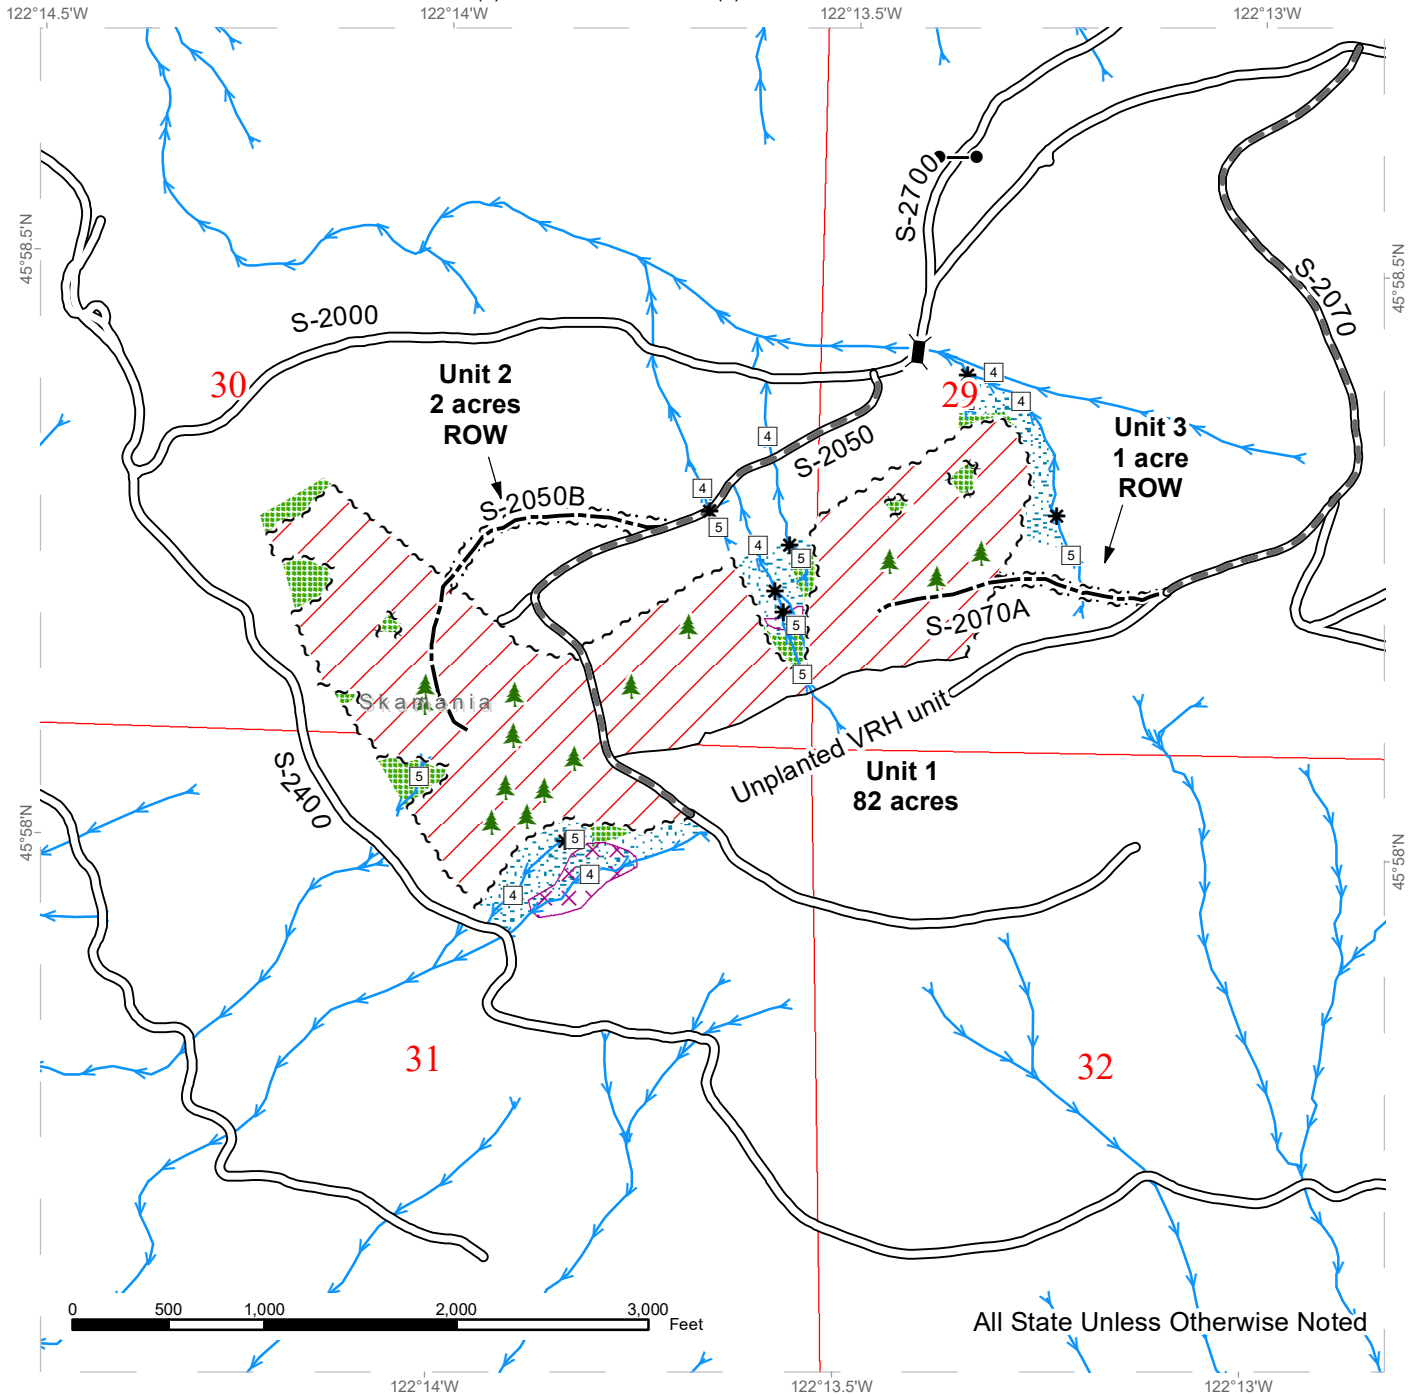 122°14.5'W
122°14'W
122°13.5'W
122°13'W
S-2700
45°58.5'N
45°58.5'N
S-2070
S-2000
30
Unit 2
2 acres
ROW
4
29
4
Unit 3
1 acre
ROW
4
S-2050
4
S-2050B
5
4
5
5
5
S-2070A
5
Skamania
Unplanted VRH unit
5
S-2400
Unit 1
82 acres
45°58'N
45°58'N
5
4
4
31
32
0
500
1,000
2,000
3,000
Feet
All State Unless Otherwise Noted
122°14'W
122°13.5'W
122°13'W